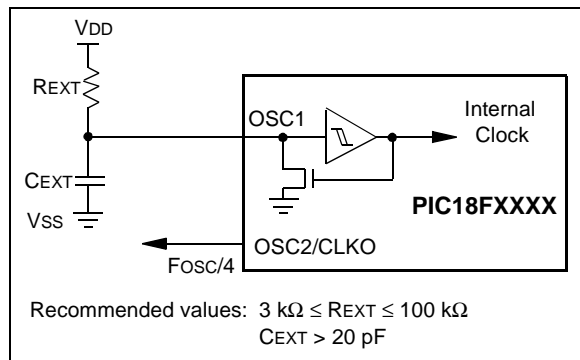 VDD
REXT
OSC1
Internal
Clock
CEXT
PIC18FXXXX
VSS
OSC2/CLKO
FOSC/4
Recommended values: 3 kΩ ≤ REXT ≤ 100 kΩ
CEXT > 20 pF